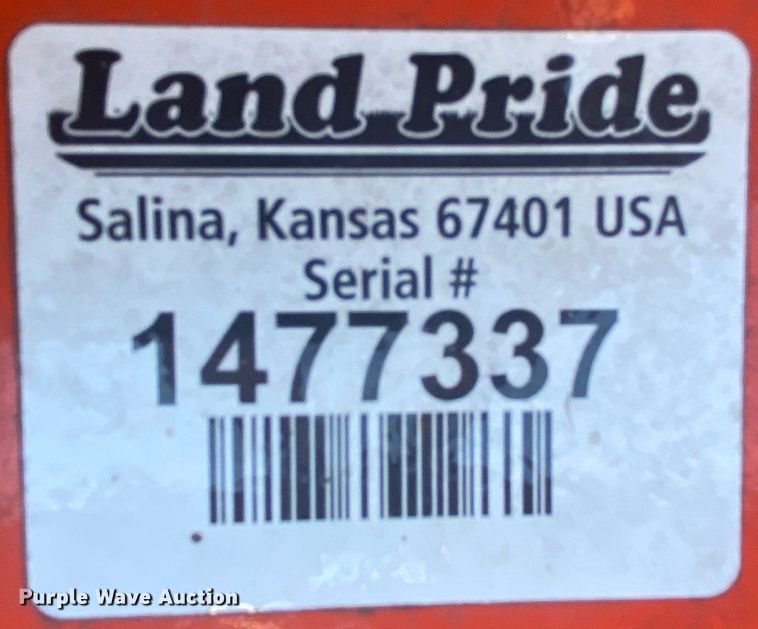 Land Pride
Salina, Kansas 67401 USA
Serial #
1477337
Purple Wave Auction